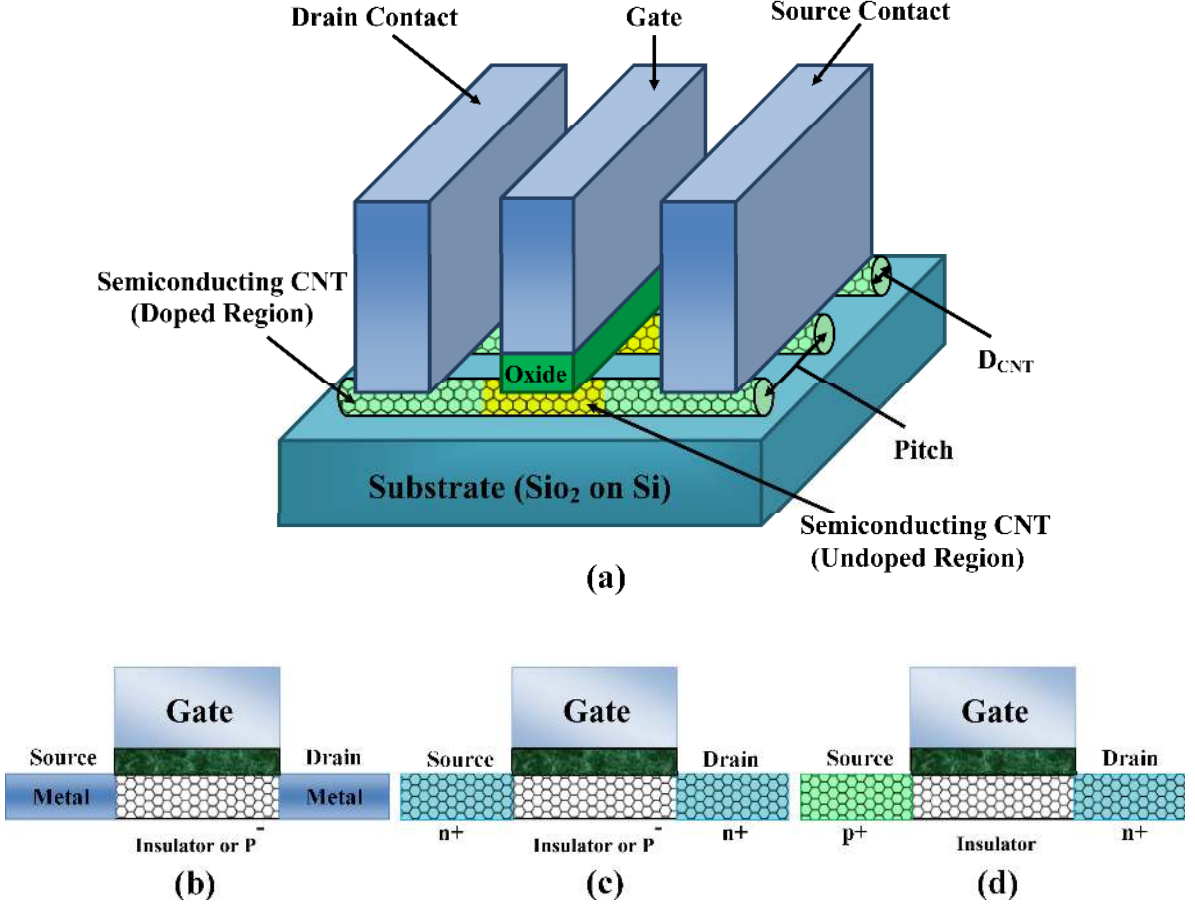 Drain Contact
Gate
Source Contact
Semiconducting CNT
(Doped Region)
Oxide
D_CNT
Pitch
Substrate (Sio₂ on Si)
Semiconducting CNT
(Undoped Region)
(a)
Gate
Source
Drain
Metal
Metal
Insulator or P⁻
(b)
Gate
Source
Drain
n+
Insulator or P⁻
n+
(c)
Gate
Source
Drain
p+
Insulator
n+
(d)